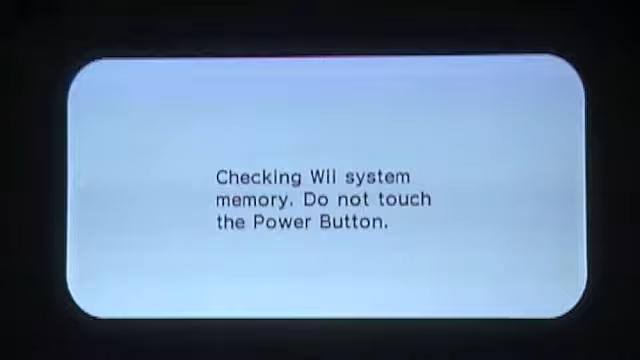 Checking Wii system
memory. Do not touch
the Power Button.